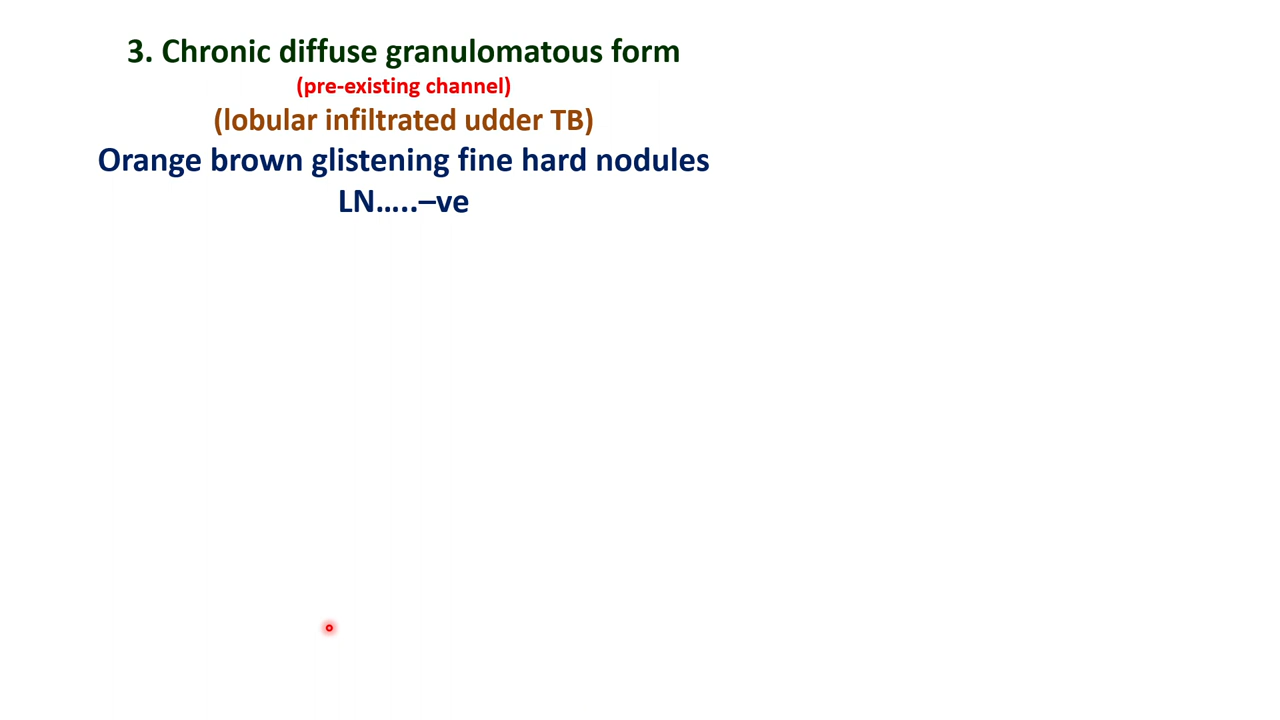 3. Chronic diffuse granulomatous form
(pre-existing channel)
(lobular infiltrated udder TB)
Orange brown glistening fine hard nodules
LN…..–ve